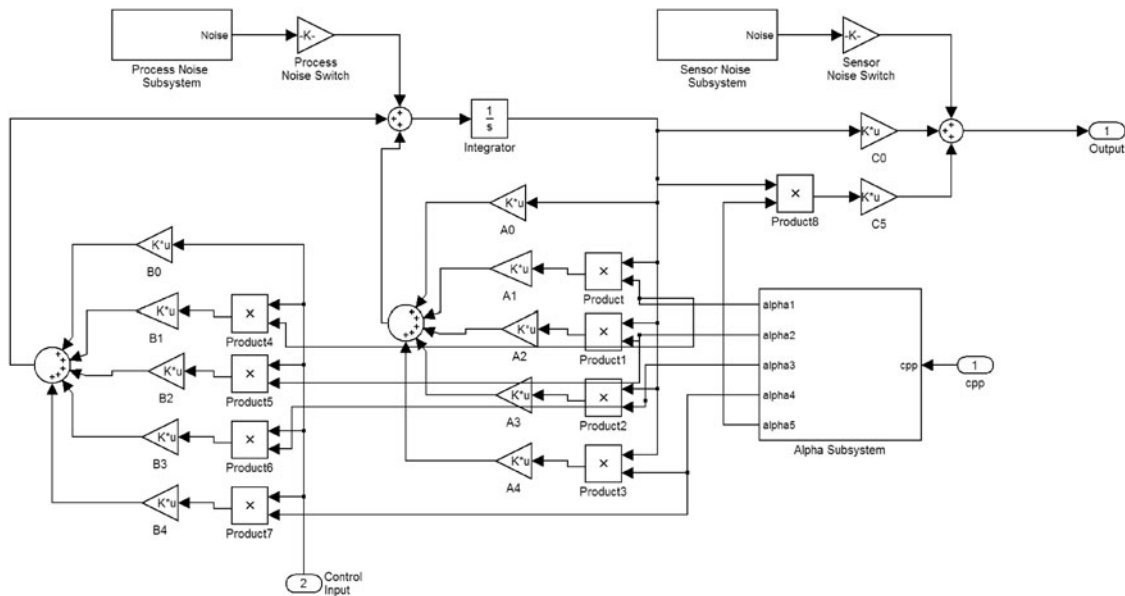 Noise
Process Noise
Subsystem
-K-
Process
Noise Switch
Noise
Sensor Noise
Subsystem
-K-
Sensor
Noise Switch
+
+
+
1
s
Integrator
K*u
C0
+
+
+
1
Output
×
Product8
K*u
C5
K*u
A0
K*u
B0
K*u
A1
×
Product
K*u
B1
×
Product4
K*u
A2
×
Product1
+
+
+
+
+
K*u
B2
×
Product5
+
+
+
+
+
K*u
A3
×
Product2
K*u
B3
×
Product6
K*u
A4
×
Product3
K*u
B4
×
Product7
alpha1
alpha2
alpha3
alpha4
alpha5
cpp
Alpha Subsystem
1
cpp
2
Control
Input